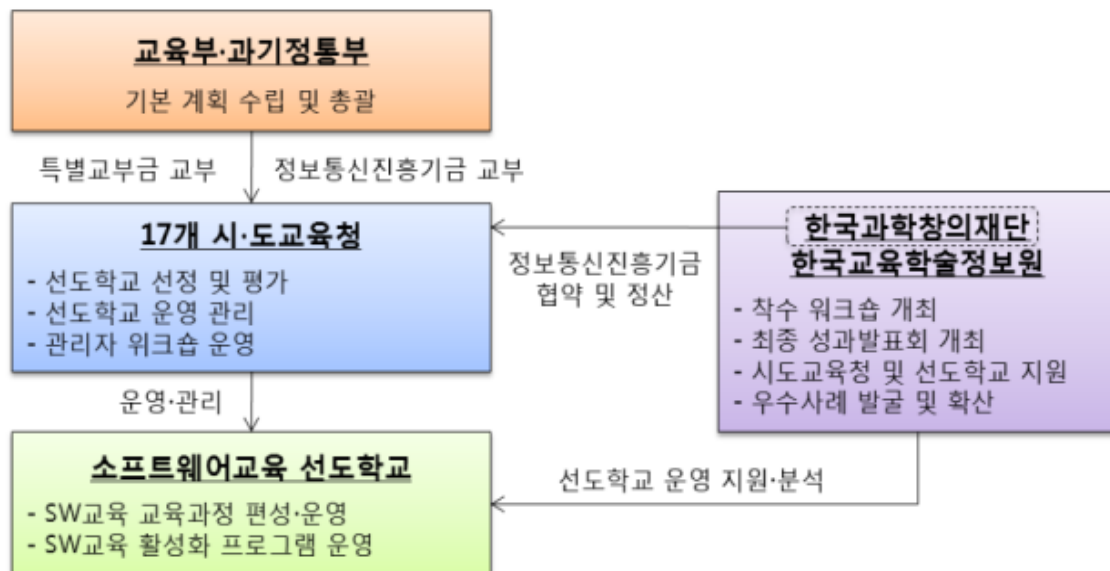 교육부·과기정통부
기본 계획 수립 및 총괄
특별교부금 교부
정보통신진흥기금 교부
17개 시·도교육청
- 선도학교 선정 및 평가
- 선도학교 운영 관리
- 관리자 위크숍 운영
정보통신진흥기금
협약 및 정산
한국과학창의재단
한국교육학술정보원
- 착수 워크숍 개최
- 최종 성과발표회 개최
- 시도교육청 및 선도학교 지원
- 우수사례 발굴 및 확산
운영·관리
소프트웨어교육 선도학교
- SW교육 교육과정 편성·운영
- SW교육 활성화 프로그램 운영
선도학교 운영 지원·분석